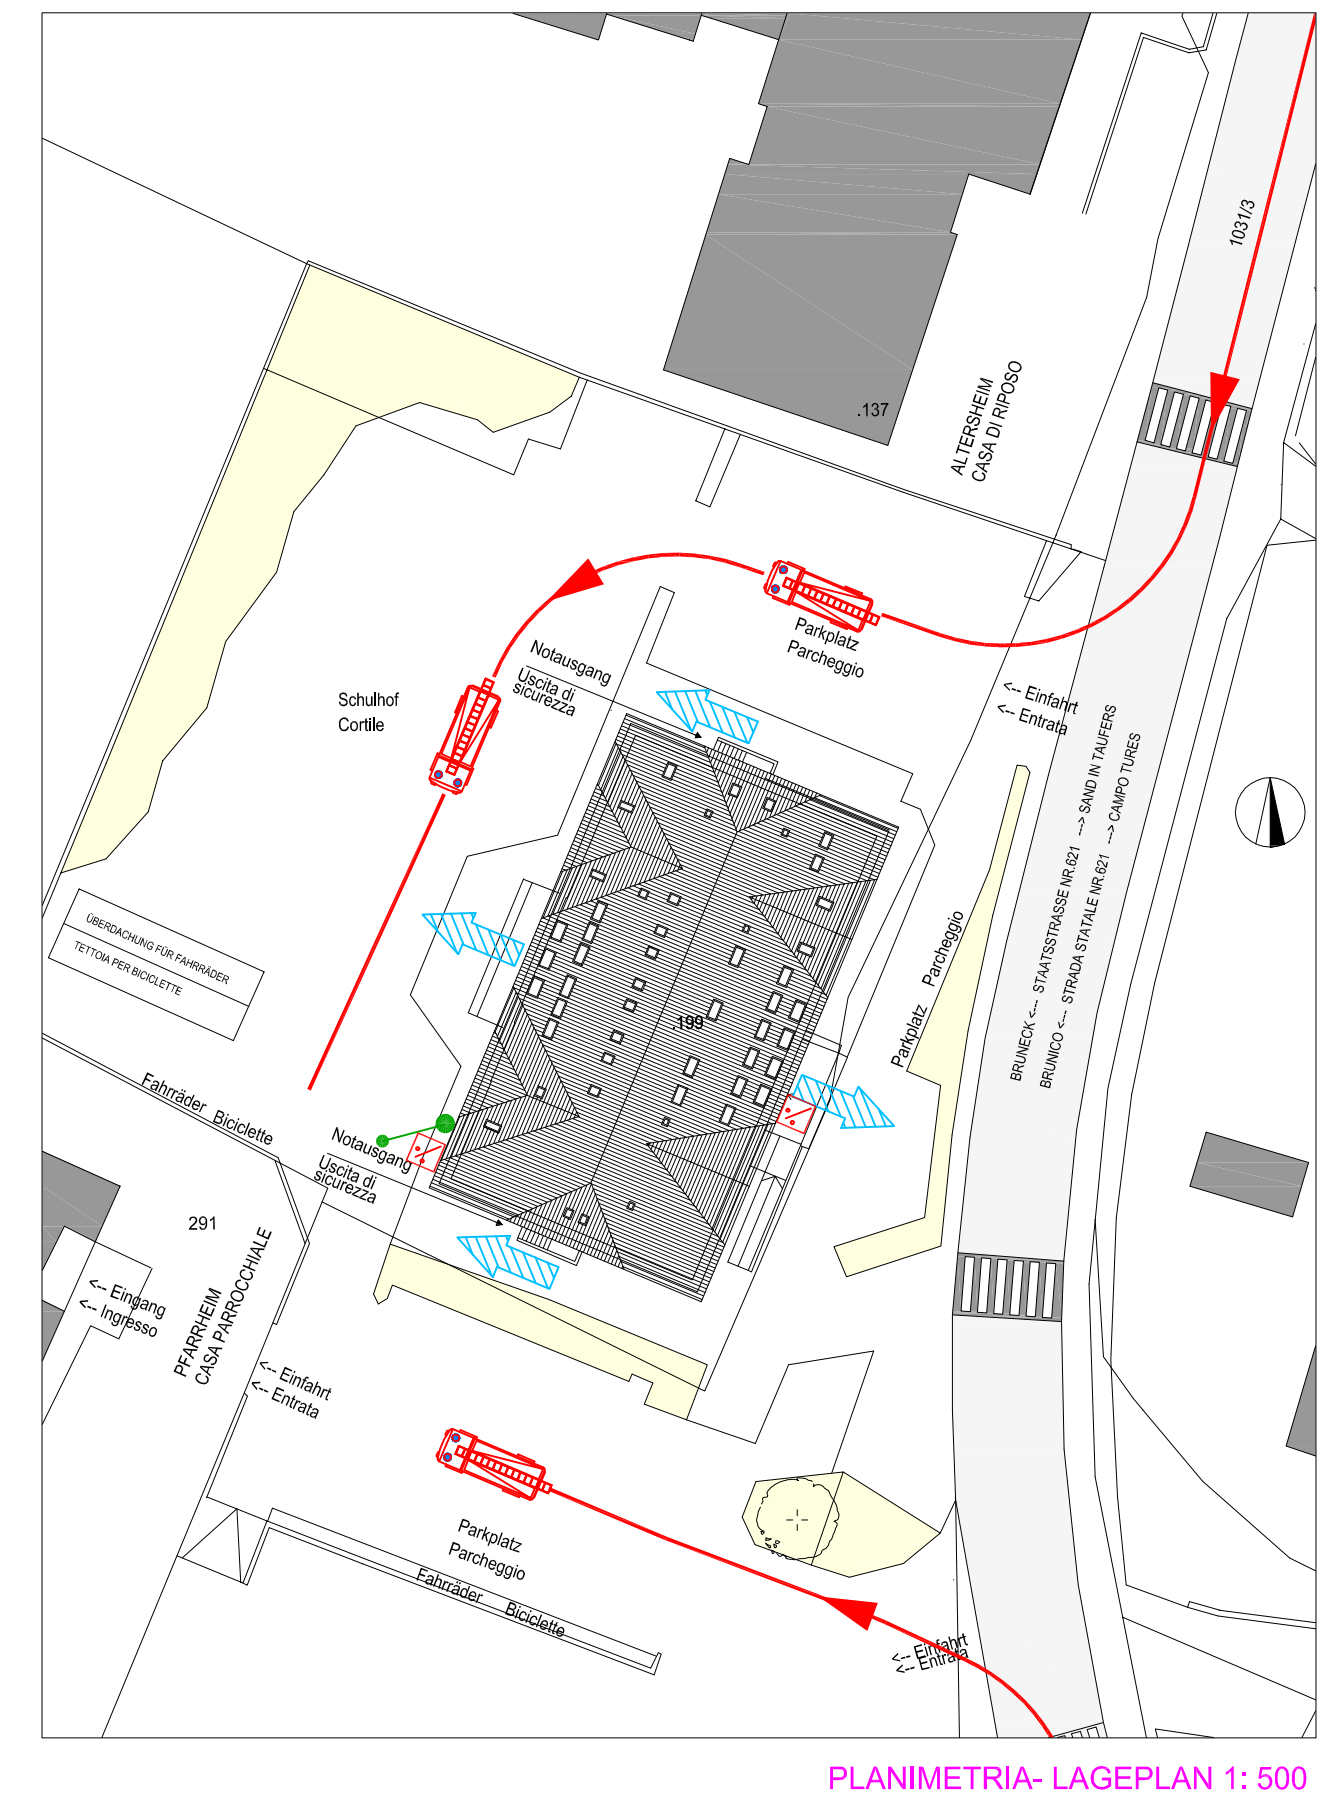 1031/3
.137
ALTERSHEIM
CASA DI RIPOSO
Parkplatz
Parcheggio
Notausgang
Uscita di
sicurezza
Schulhof
Cortile
<-- Einfahrt
<-- Entrata
BRUNECK <--- STAATSSTRASSE NR.621 ---> SAND IN TAUFERS
BRUNICO <--- STRADA STATALE NR.621 ---> CAMPO TURES
Parkplatz Parcheggio
ÜBERDACHUNG FÜR FAHRRÄDER
TETTOIA PER BICICLETTE
.199
Fahrräder Biciclette
Notausgang
Uscita di
sicurezza
291
PFARRHEIM
CASA PARROCCHIALE
<-- Eingang
<-- Ingresso
<-- Einfahrt
<-- Entrata
Parkplatz
Parcheggio
Fahrräder Biciclette
<-- Einfahrt
<-- Entrata
PLANIMETRIA- LAGEPLAN 1: 500